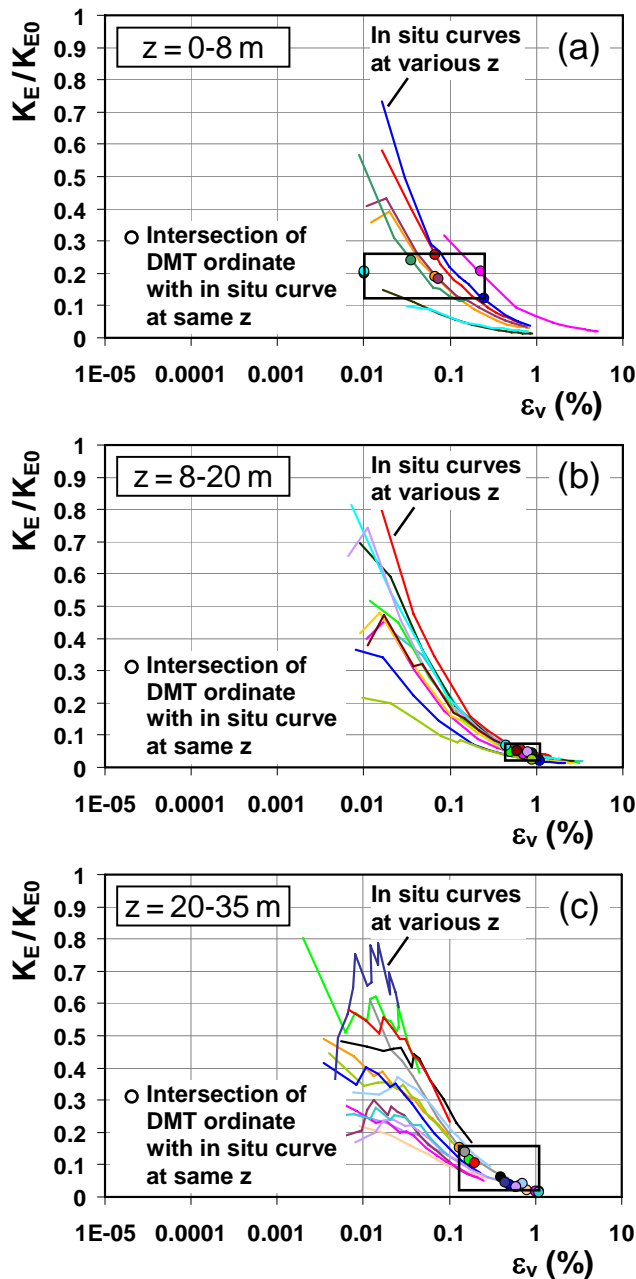 K_E/K_E0
1
0.9
0.8
0.7
0.6
0.5
0.4
0.3
0.2
0.1
0
z = 0-8 m
In situ curves
at various z
(a)
Intersection of
DMT ordinate
with in situ curve
at same z
1E-05 0.0001 0.001 0.01 0.1 1 10
ε_v (%)
K_E/K_E0
1
0.9
0.8
0.7
0.6
0.5
0.4
0.3
0.2
0.1
0
z = 8-20 m
In situ curves
at various z
(b)
Intersection of
DMT ordinate
with in situ curve
at same z
1E-05 0.0001 0.001 0.01 0.1 1 10
ε_v (%)
K_E/K_E0
1
0.9
0.8
0.7
0.6
0.5
0.4
0.3
0.2
0.1
0
z = 20-35 m
In situ curves
at various z
(c)
Intersection of
DMT ordinate
with in situ curve
at same z
1E-05 0.0001 0.001 0.01 0.1 1 10
ε_v (%)